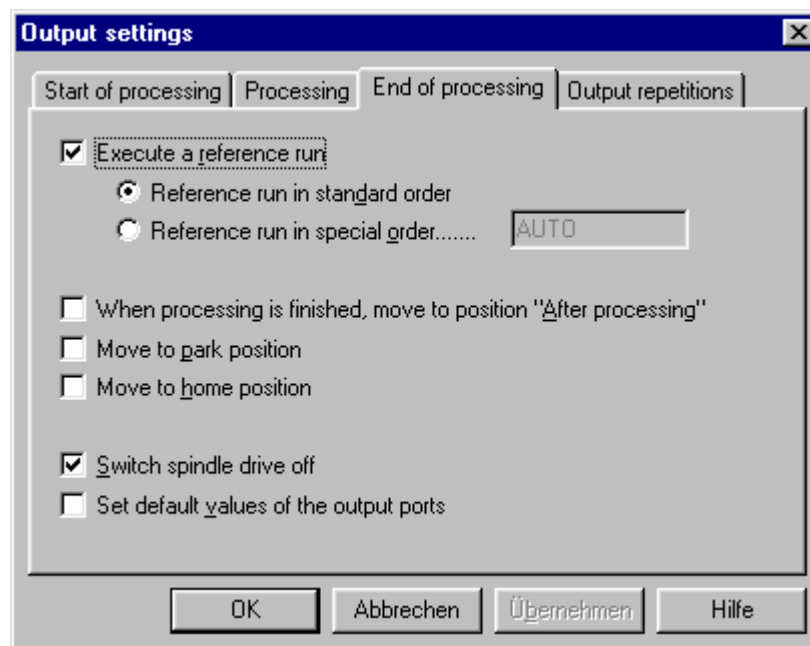 Output settings
Start of processing Processing End of processing Output repetitions
Execute a reference run
Reference run in standard order
Reference run in special order....... AUTO
When processing is finished, move to position "After processing"
Move to park position
Move to home position
Switch spindle drive off
Set default values of the output ports
OK Abbrechen Übernehmen Hilfe